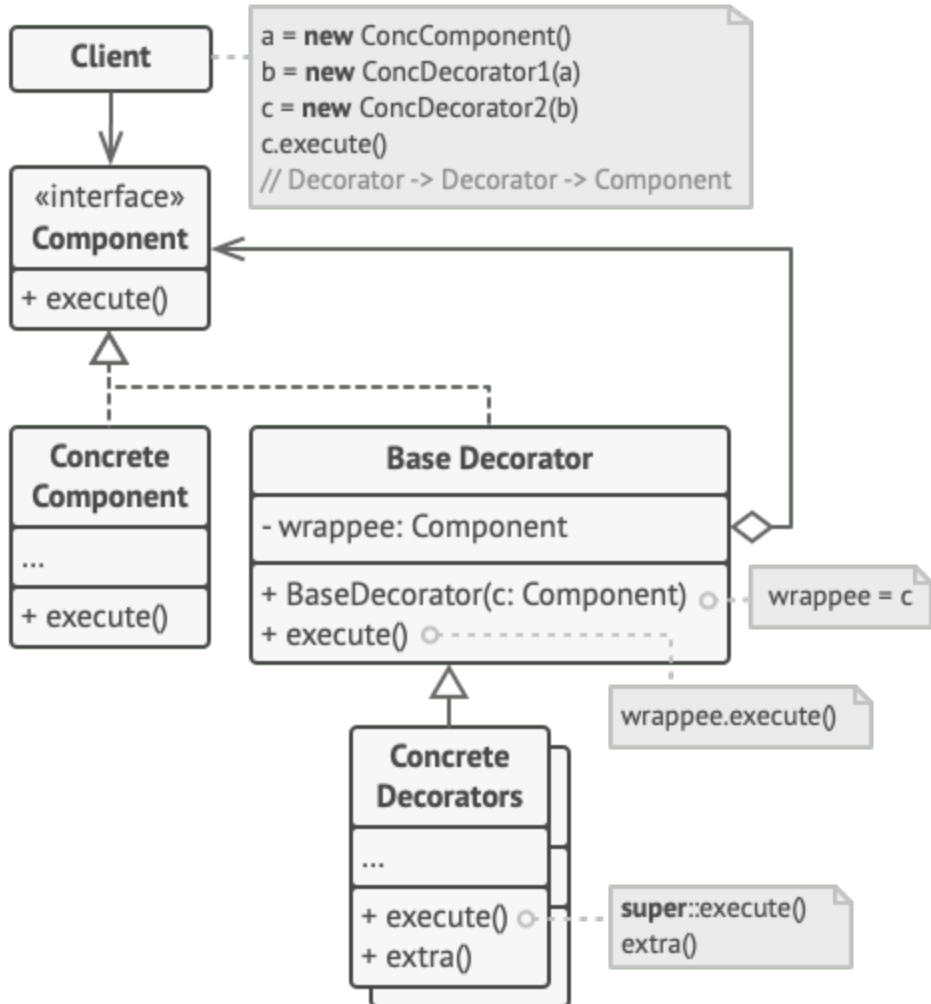 Client
a = new ConcComponent()
b = new ConcDecorator1(a)
c = new ConcDecorator2(b)
c.execute()
// Decorator -> Decorator -> Component
«interface»
Component
+ execute()
Concrete
Component
...
+ execute()
Base Decorator
- wrappee: Component
+ BaseDecorator(c: Component)
+ execute()
wrappee = c
wrappee.execute()
Concrete
Decorators
...
+ execute()
+ extra()
super::execute()
extra()